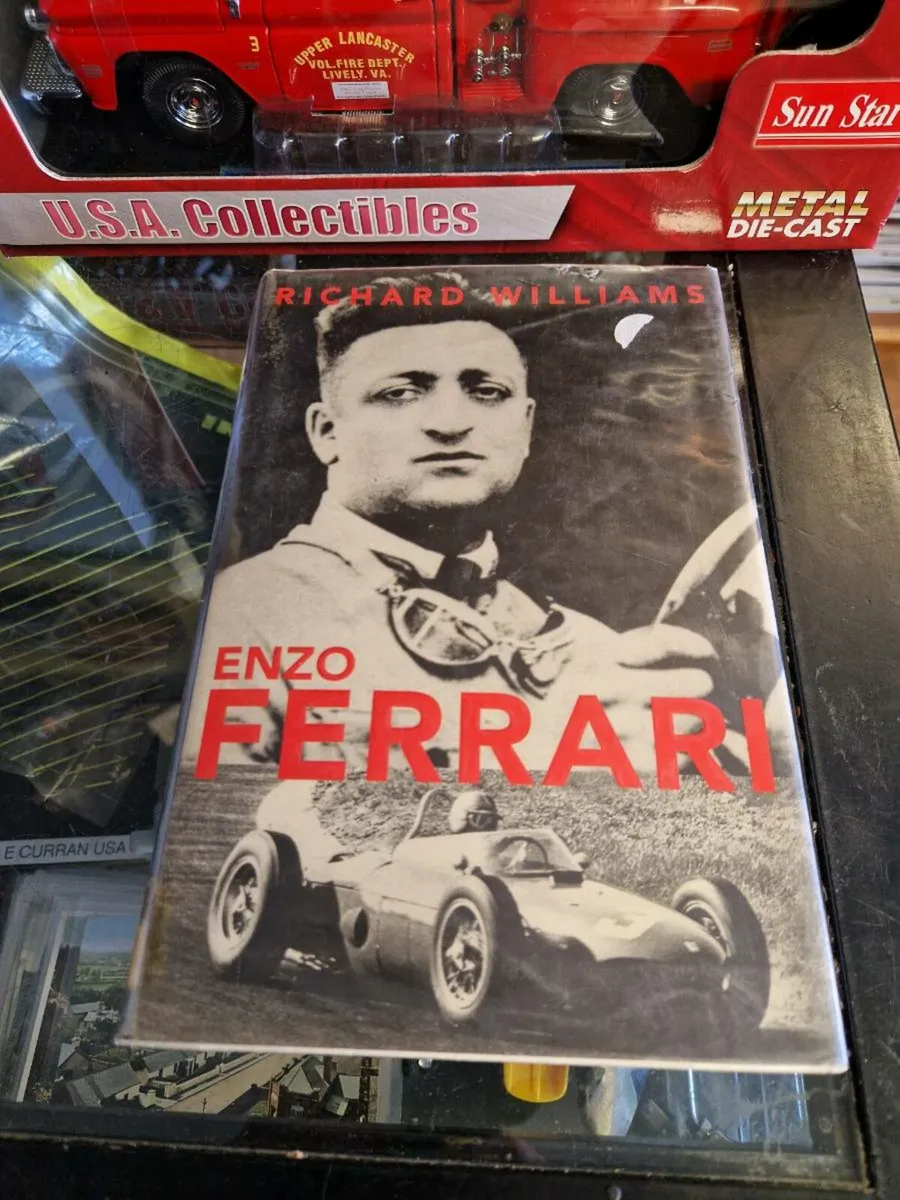 3
UPPER LANCASTER
VOL. FIRE DEPT.
LIVELY. VA.
Sun Star
U.S.A. Collectibles
METAL
DIE-CAST
RICHARD WILLIAMS
ENZO
FERRARI
E CURRAN USA